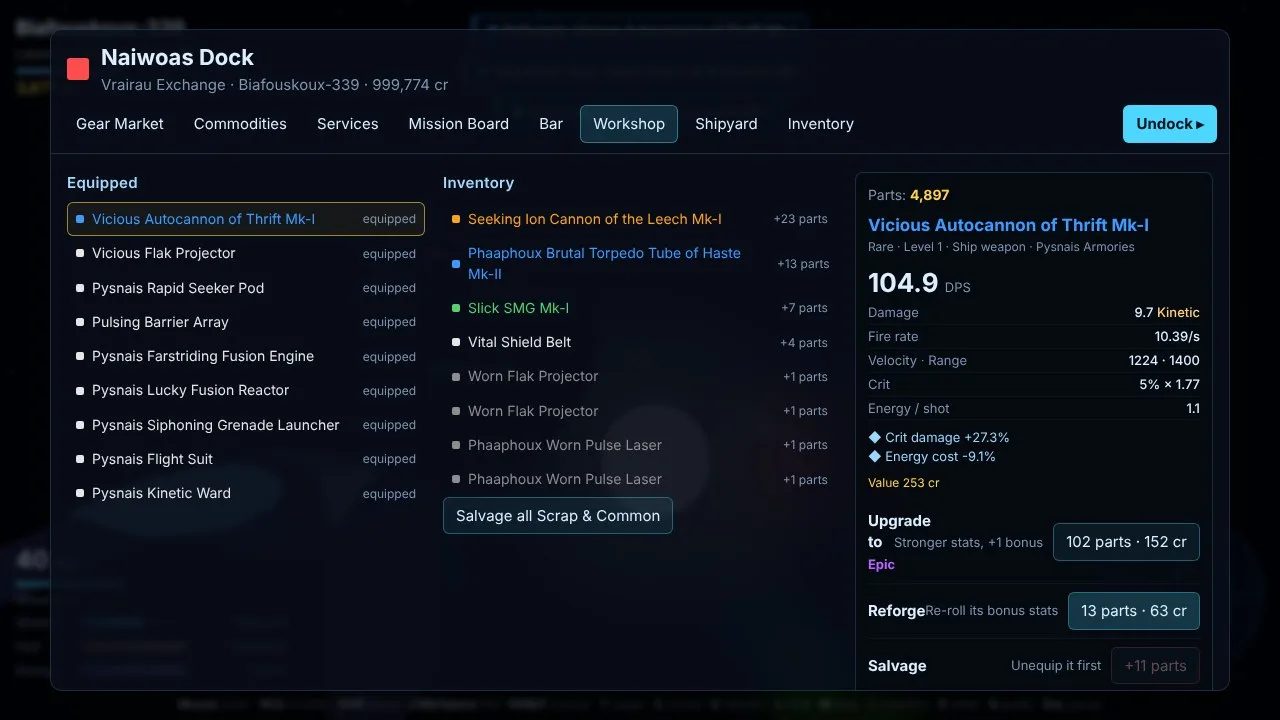 Naiwoas Dock
Vrairau Exchange · Biafouskoux-339 · 999,774 cr
Gear Market Commodities Services Mission Board Bar Workshop Shipyard Inventory Undock ▸
Equipped
Vicious Autocannon of Thrift Mk-I equipped
Vicious Flak Projector equipped
Pysnais Rapid Seeker Pod equipped
Pulsing Barrier Array equipped
Pysnais Farstriding Fusion Engine equipped
Pysnais Lucky Fusion Reactor equipped
Pysnais Siphoning Grenade Launcher equipped
Pysnais Flight Suit equipped
Pysnais Kinetic Ward equipped
Inventory
Seeking Ion Cannon of the Leech Mk-I +23 parts
Phaaphoux Brutal Torpedo Tube of Haste
Mk-II +13 parts
Slick SMG Mk-I +7 parts
Vital Shield Belt +4 parts
Worn Flak Projector +1 parts
Worn Flak Projector +1 parts
Phaaphoux Worn Pulse Laser +1 parts
Phaaphoux Worn Pulse Laser +1 parts
Salvage all Scrap & Common
Parts: 4,897
Vicious Autocannon of Thrift Mk-I
Rare · Level 1 · Ship weapon · Pysnais Armories
104.9 DPS
Damage 9.7 Kinetic
Fire rate 10.39/s
Velocity · Range 1224 · 1400
Crit 5% × 1.77
Energy / shot 1.1
◆ Crit damage +27.3%
◆ Energy cost -9.1%
Value 253 cr
Upgrade
to Stronger stats, +1 bonus 102 parts · 152 cr
Epic
Reforge Re-roll its bonus stats 13 parts · 63 cr
Salvage Unequip it first +11 parts